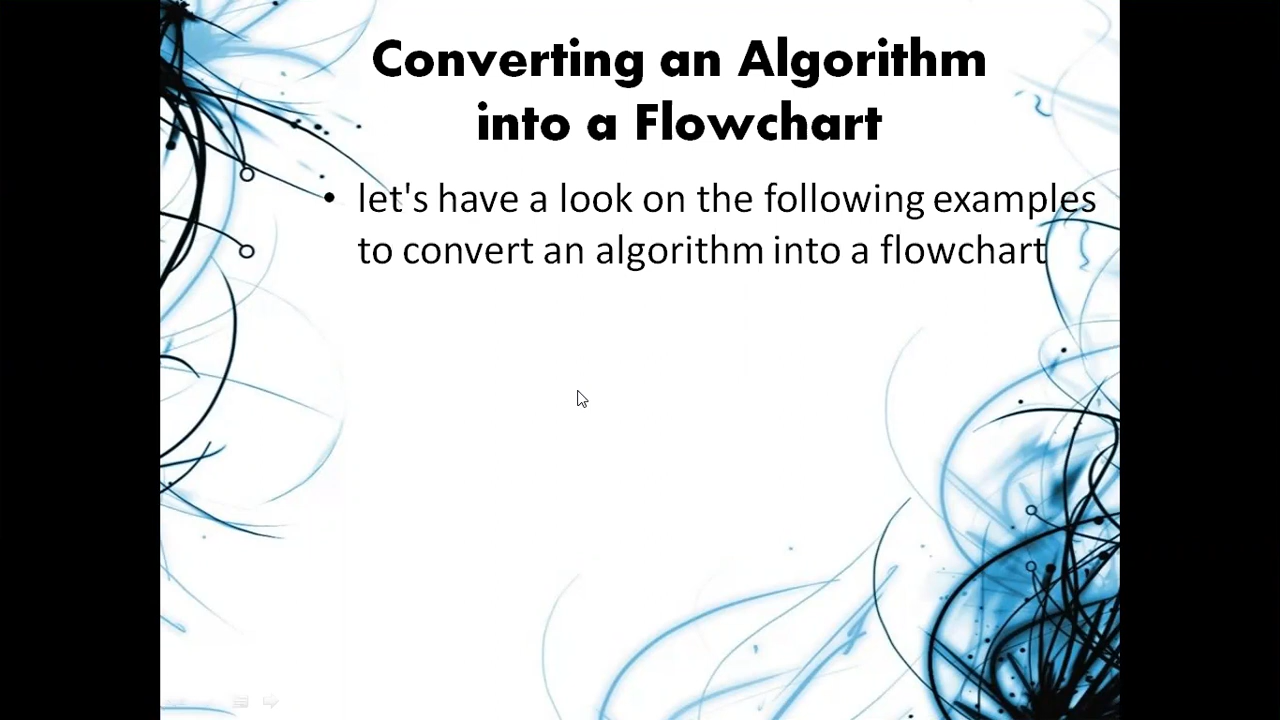 Converting an Algorithm
into a Flowchart
• let's have a look on the following examples
to convert an algorithm into a flowchart